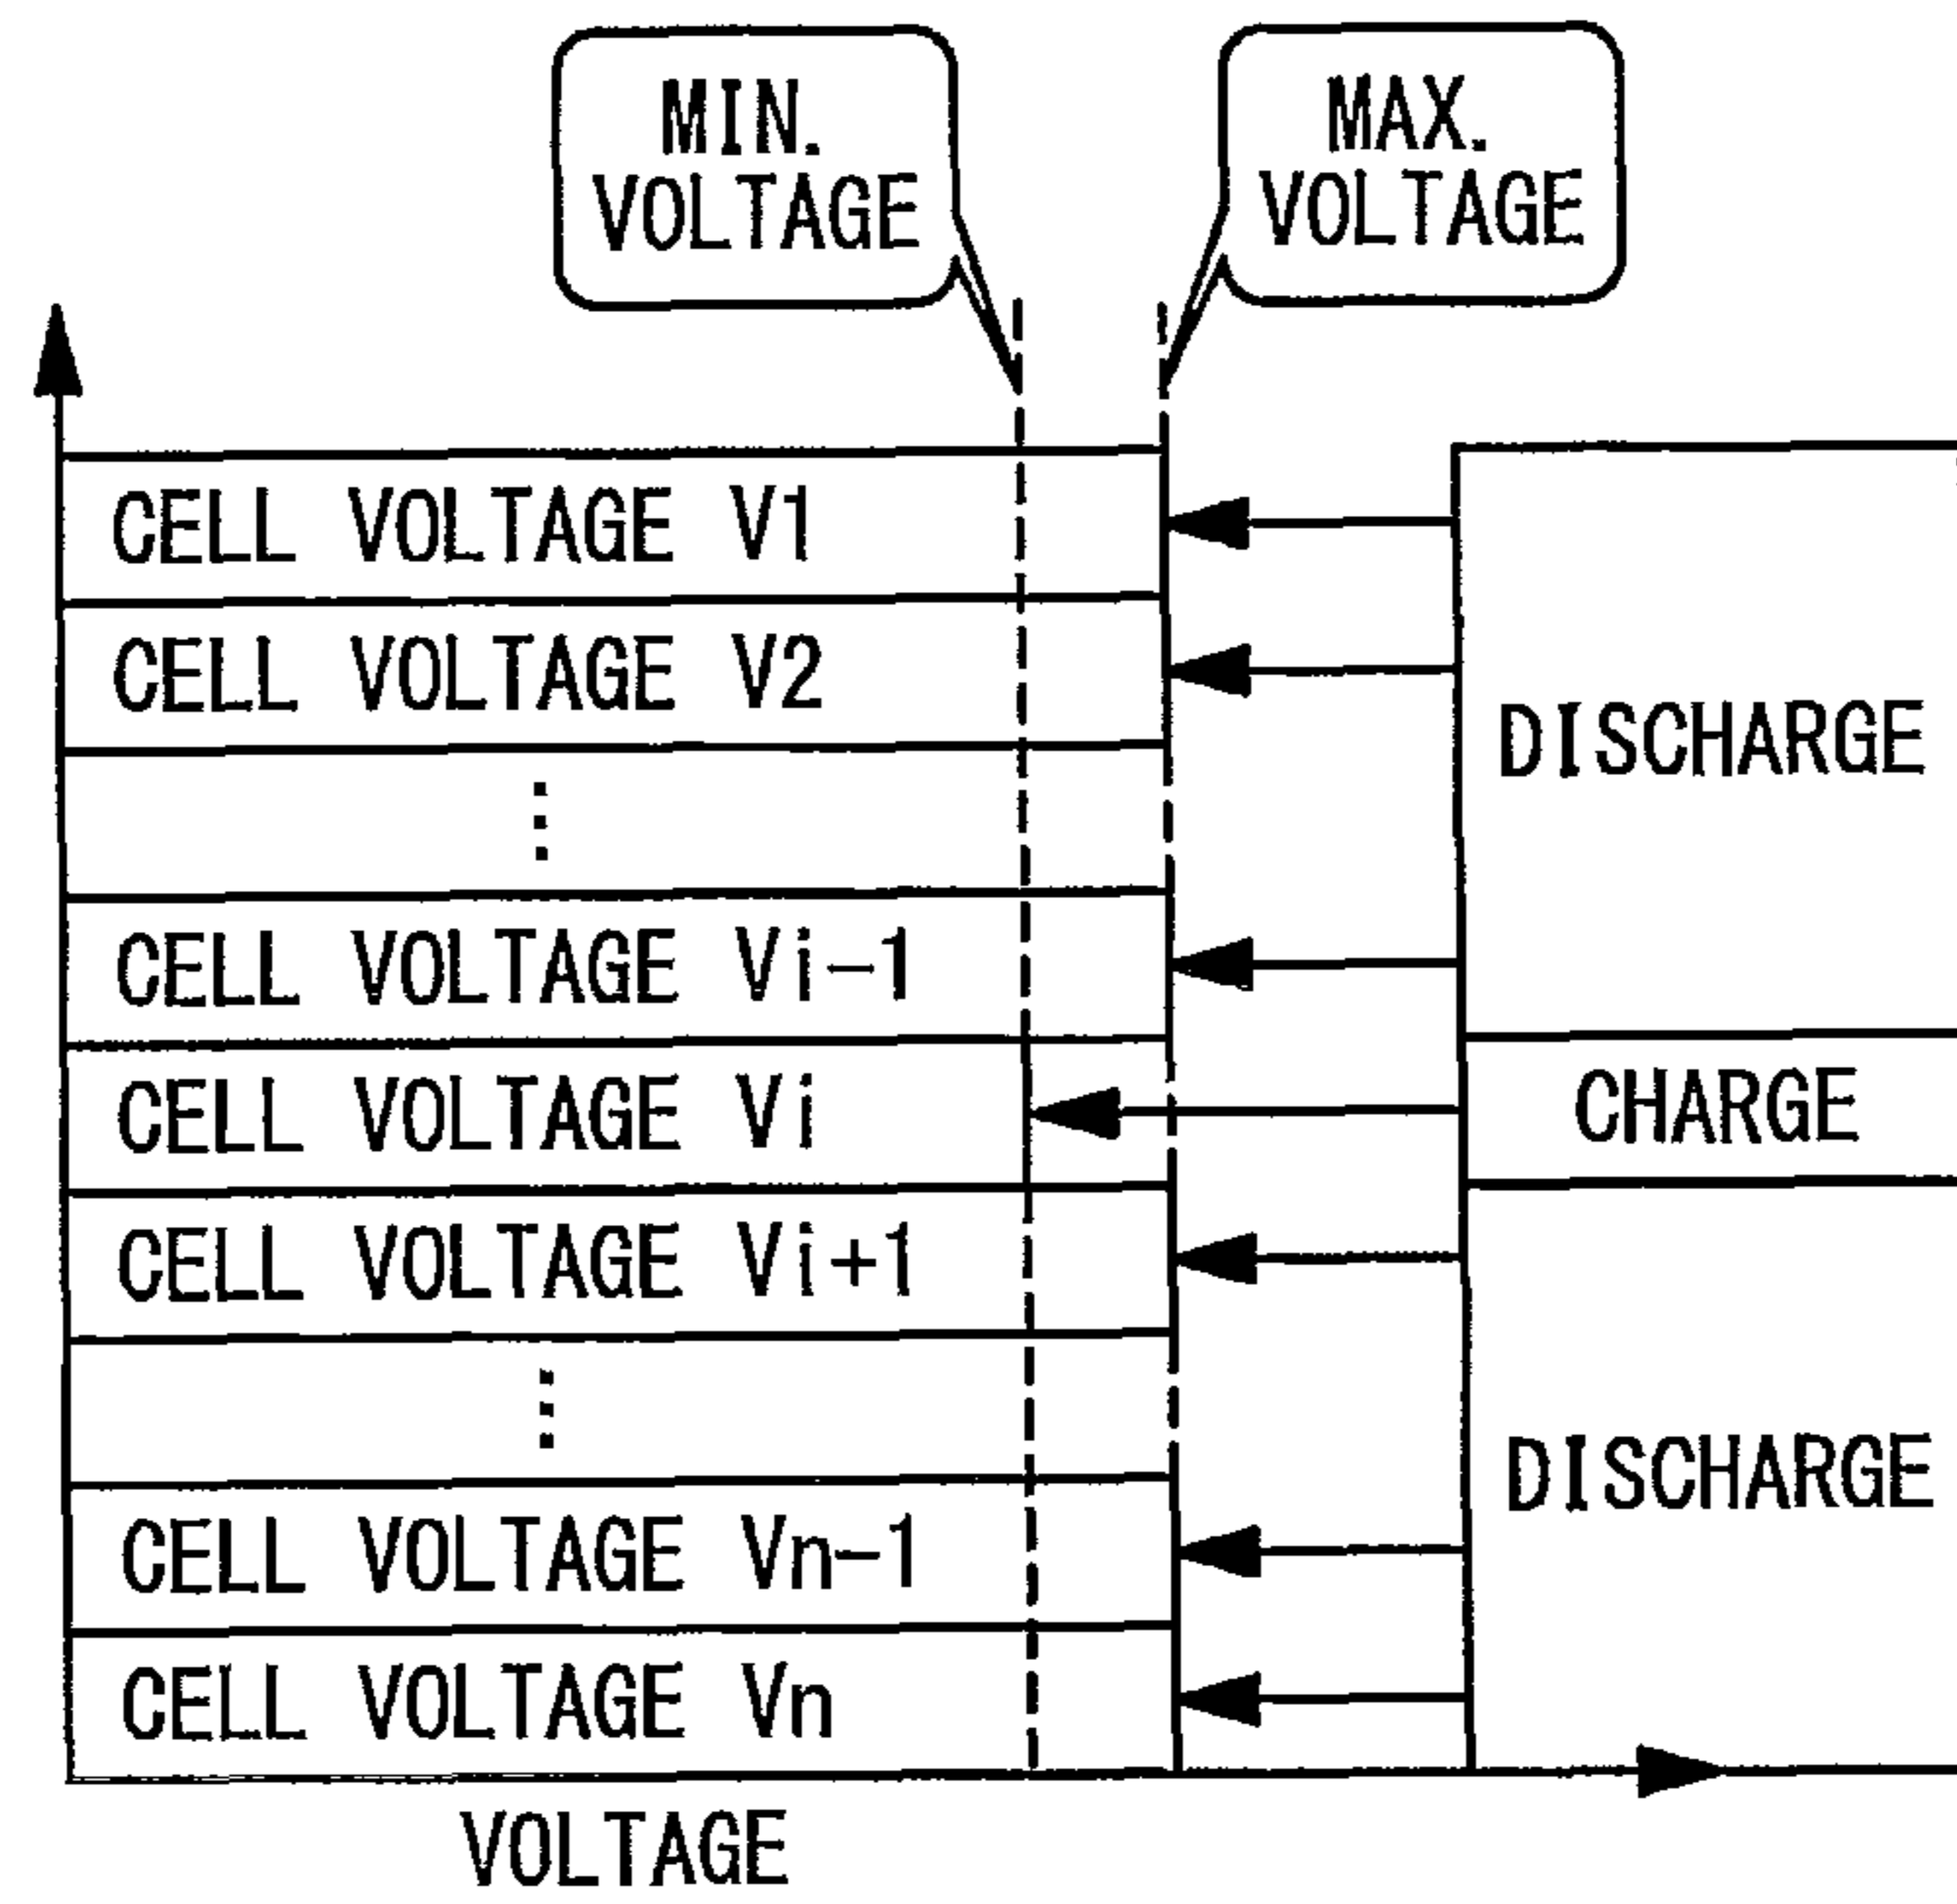 MIN.
VOLTAGE
MAX.
VOLTAGE
CELL VOLTAGE V1
CELL VOLTAGE V2
DISCHARGE
CELL VOLTAGE Vi-1
CELL VOLTAGE Vi
CHARGE
CELL VOLTAGE Vi+1
DISCHARGE
CELL VOLTAGE Vn-1
CELL VOLTAGE Vn
VOLTAGE